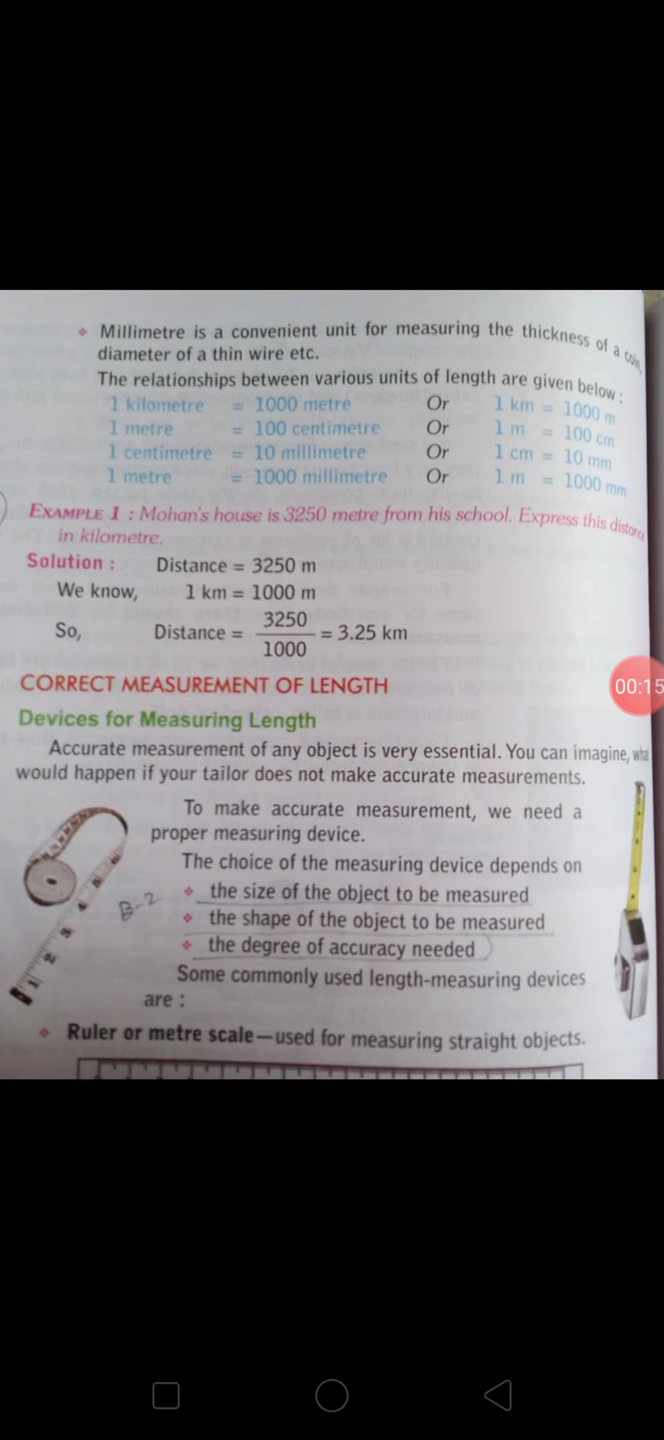 ❖ Millimetre is a convenient unit for measuring the thickness of a coin,
diameter of a thin wire etc.
The relationships between various units of length are given below :
1 kilometre = 1000 metre Or 1 km = 1000 m
1 metre = 100 centimetre Or 1 m = 100 cm
1 centimetre = 10 millimetre Or 1 cm = 10 mm
1 metre = 1000 millimetre Or 1 m = 1000 mm
EXAMPLE 1 : Mohan's house is 3250 metre from his school. Express this distance
in kilometre.
Solution : Distance = 3250 m
We know, 1 km = 1000 m
So, Distance = 3250/1000 = 3.25 km
CORRECT MEASUREMENT OF LENGTH
00:15
Devices for Measuring Length
Accurate measurement of any object is very essential. You can imagine, what
would happen if your tailor does not make accurate measurements.
To make accurate measurement, we need a
proper measuring device.
The choice of the measuring device depends on
B-2
❖ the size of the object to be measured
❖ the shape of the object to be measured
❖ the degree of accuracy needed
1 2 3 4 5 6
Some commonly used length-measuring devices
are :
❖ Ruler or metre scale—used for measuring straight objects.